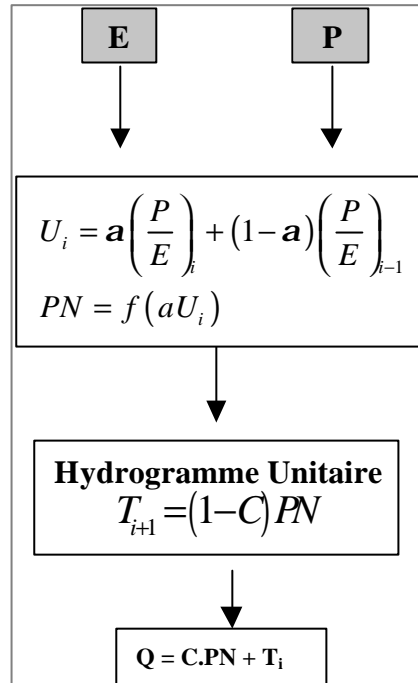 E P
U_i = a (P/E)_i + (1-a) (P/E)_{i-1}
PN = f(aU_i)
Hydrogramme Unitaire
T_{i+1} = (1-C) PN
Q = C.PN + T_i